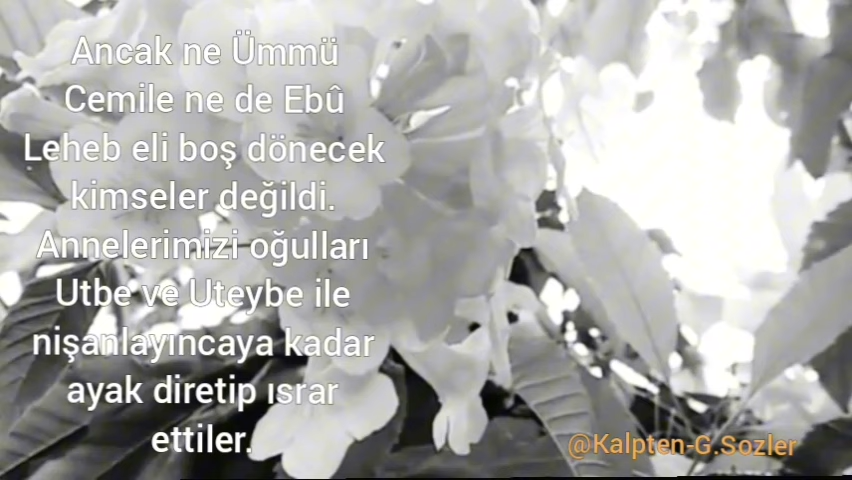 Ancak ne Ümmü
Cemile ne de Ebû
Leheb eli boş dönecek
kimseler değildi.
Annelerimizi oğulları
Utbe ve Uteybe ile
nişanlayıncaya kadar
ayak diretip ısrar
ettiler.
@Kalpten-G.Sozler